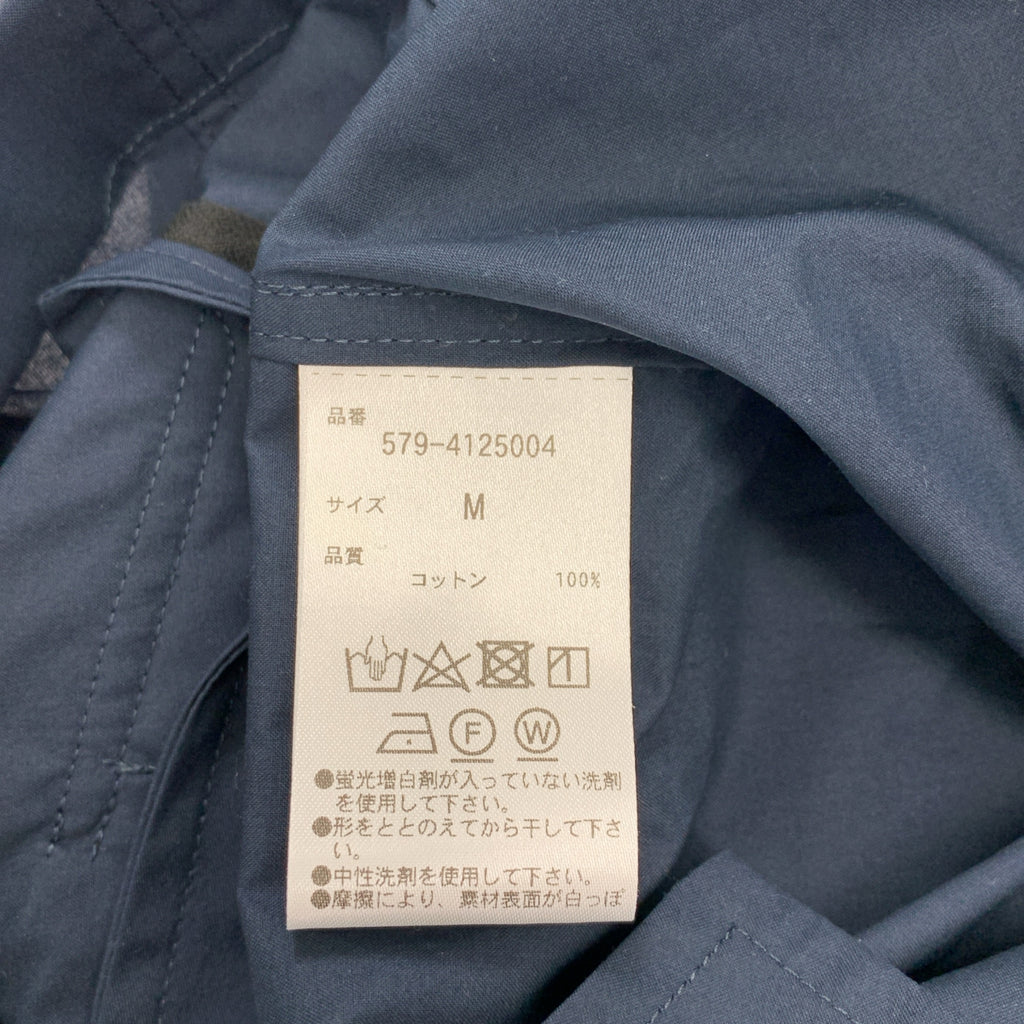 品番
579-4125004
サイズ M
品質
コットン 100%
F W
●蛍光増白剤が入っていない洗剤
を使用して下さい。
●形をととのえてから干して下さ
い。
●中性洗剤を使用して下さい。
●摩擦により、素材表面が白っぽ